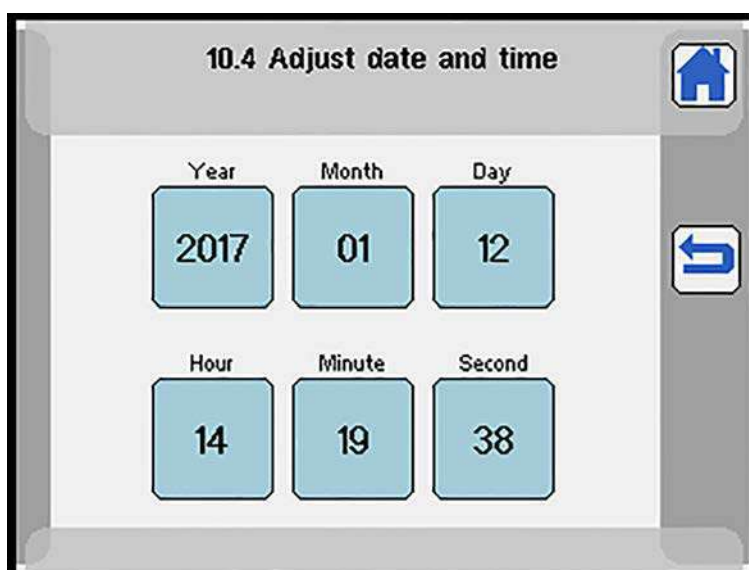 10.4 Adjust date and time
Year Month Day
2017 01 12
Hour Minute Second
14 19 38